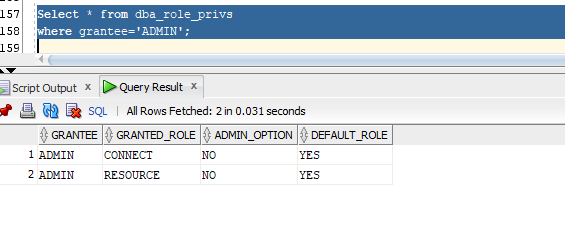 157 Select * from dba_role_privs
158 where grantee='ADMIN';
159
Script Output x Query Result x
SQL | All Rows Fetched: 2 in 0.031 seconds
GRANTEE GRANTED_ROLE ADMIN_OPTION DEFAULT_ROLE
1 ADMIN CONNECT NO YES
2 ADMIN RESOURCE NO YES